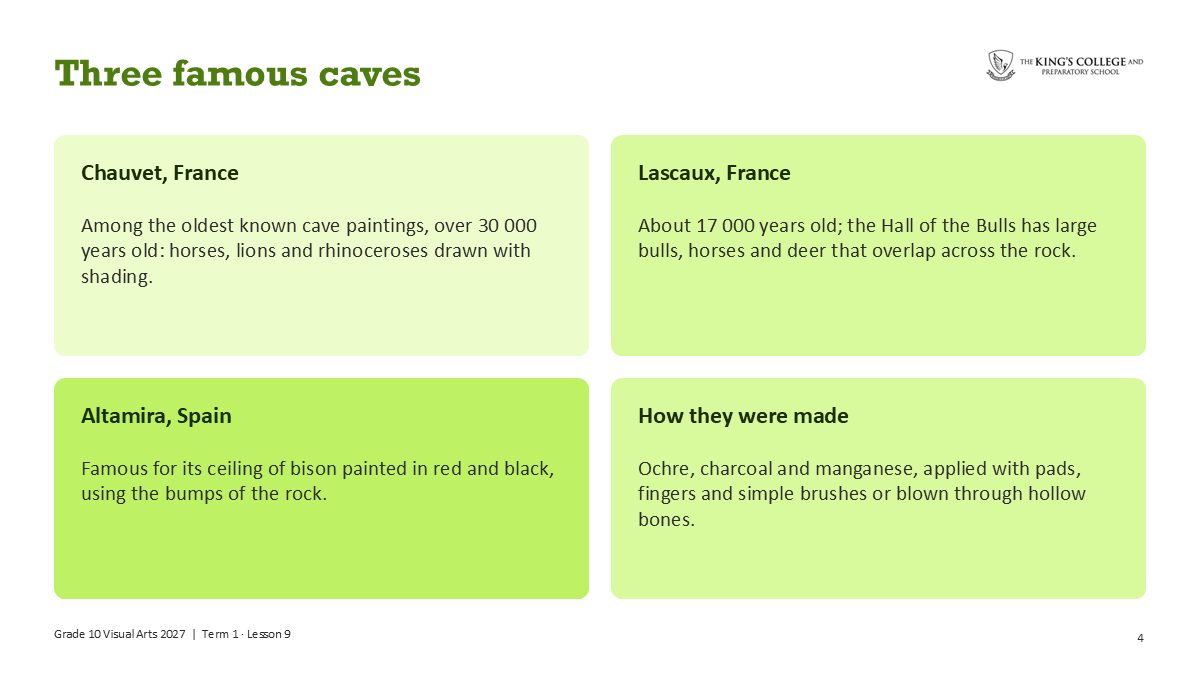 Three famous caves
THE KING'S COLLEGE AND
PREPARATORY SCHOOL
Chauvet, France
Among the oldest known cave paintings, over 30 000
years old: horses, lions and rhinoceroses drawn with
shading.
Lascaux, France
About 17 000 years old; the Hall of the Bulls has large
bulls, horses and deer that overlap across the rock.
Altamira, Spain
Famous for its ceiling of bison painted in red and black,
using the bumps of the rock.
How they were made
Ochre, charcoal and manganese, applied with pads,
fingers and simple brushes or blown through hollow
bones.
Grade 10 Visual Arts 2027 | Term 1 · Lesson 9
4